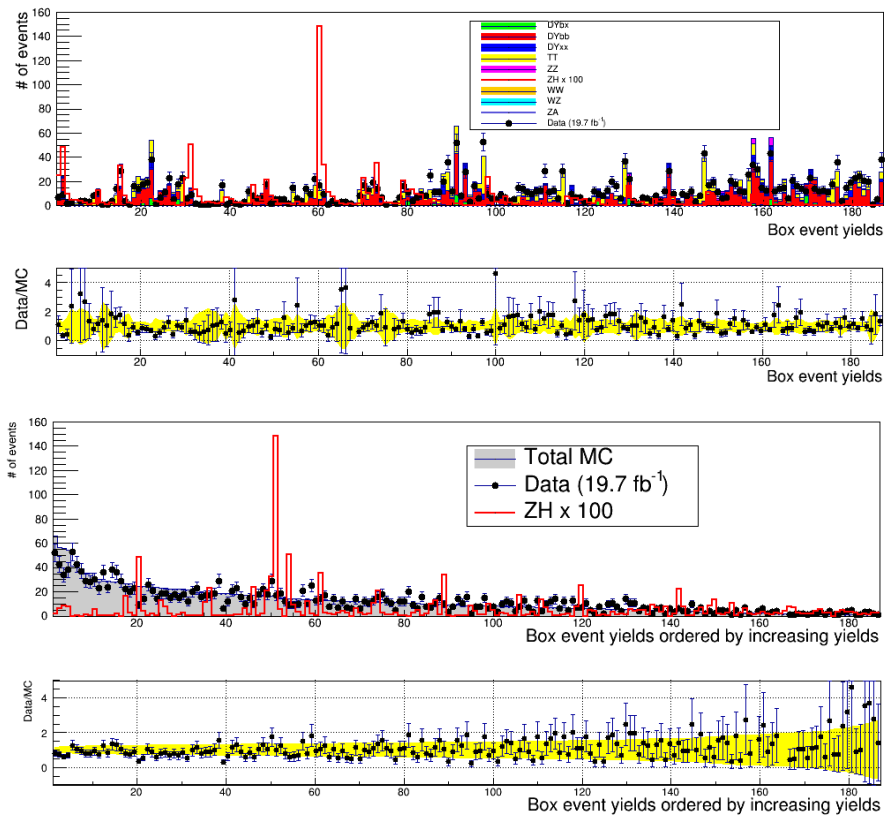 # of events
160
140
120
100
80
60
40
20
0
DYbx
DYbb
DYxx
TT
ZZ
ZH x 100
WW
WZ
ZA
Data (19.7 fb⁻¹)
20 40 60 80 100 120 140 160 180
Box event yields
Data/MC
4
2
0
20 40 60 80 100 120 140 160 180
Box event yields
# of events
160
140
120
100
80
60
40
20
0
Total MC
Data (19.7 fb⁻¹)
ZH x 100
20 40 60 80 100 120 140 160 180
Box event yields ordered by increasing yields
Data/MC
4
2
0
20 40 60 80 100 120 140 160 180
Box event yields ordered by increasing yields